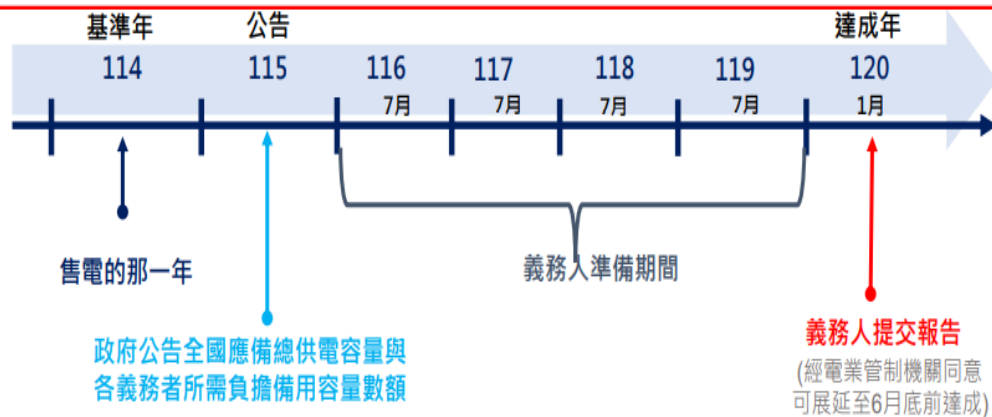 基準年 公告 達成年
114 115 116 117 118 119 120
7月 7月 7月 7月 1月
售電的那一年
義務人準備期間
政府公告全國應備總供電容量與
各義務者所需負擔備用容量數額
義務人提交報告
(經電業管制機關同意
可展延至6月底前達成)